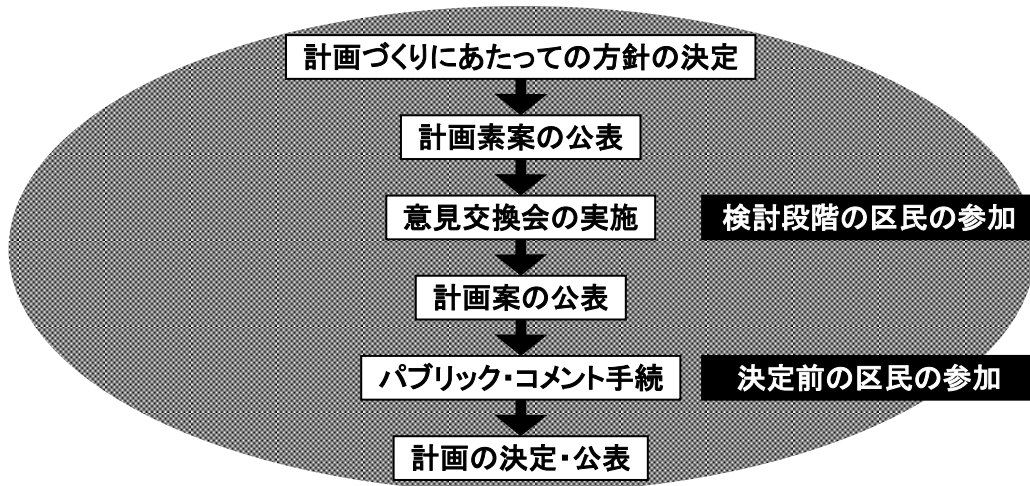 計画づくりにあたっての方針の決定
計画素案の公表
意見交換会の実施
検討段階の区民の参加
計画案の公表
パブリック・コメント手続
決定前の区民の参加
計画の決定・公表